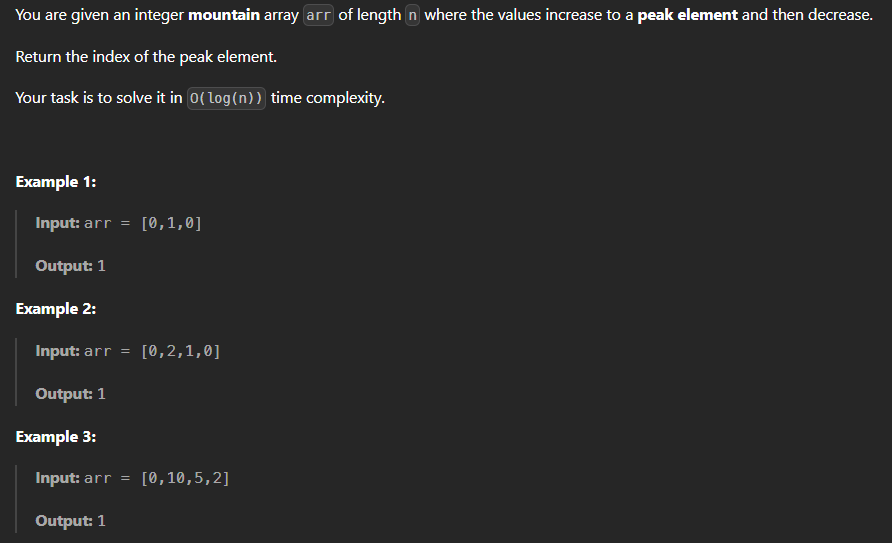 You are given an integer mountain array arr of length n where the values increase to a peak element and then decrease.
Return the index of the peak element.
Your task is to solve it in O(log(n)) time complexity.
Example 1:
Input: arr = [0,1,0]
Output: 1
Example 2:
Input: arr = [0,2,1,0]
Output: 1
Example 3:
Input: arr = [0,10,5,2]
Output: 1